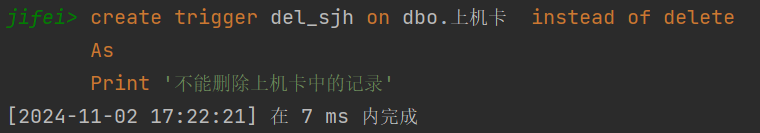 jifei> create trigger del_sjh on dbo.上机卡  instead of delete
As
Print '不能删除上机卡中的记录'
[2024-11-02 17:22:21] 在 7 ms 内完成